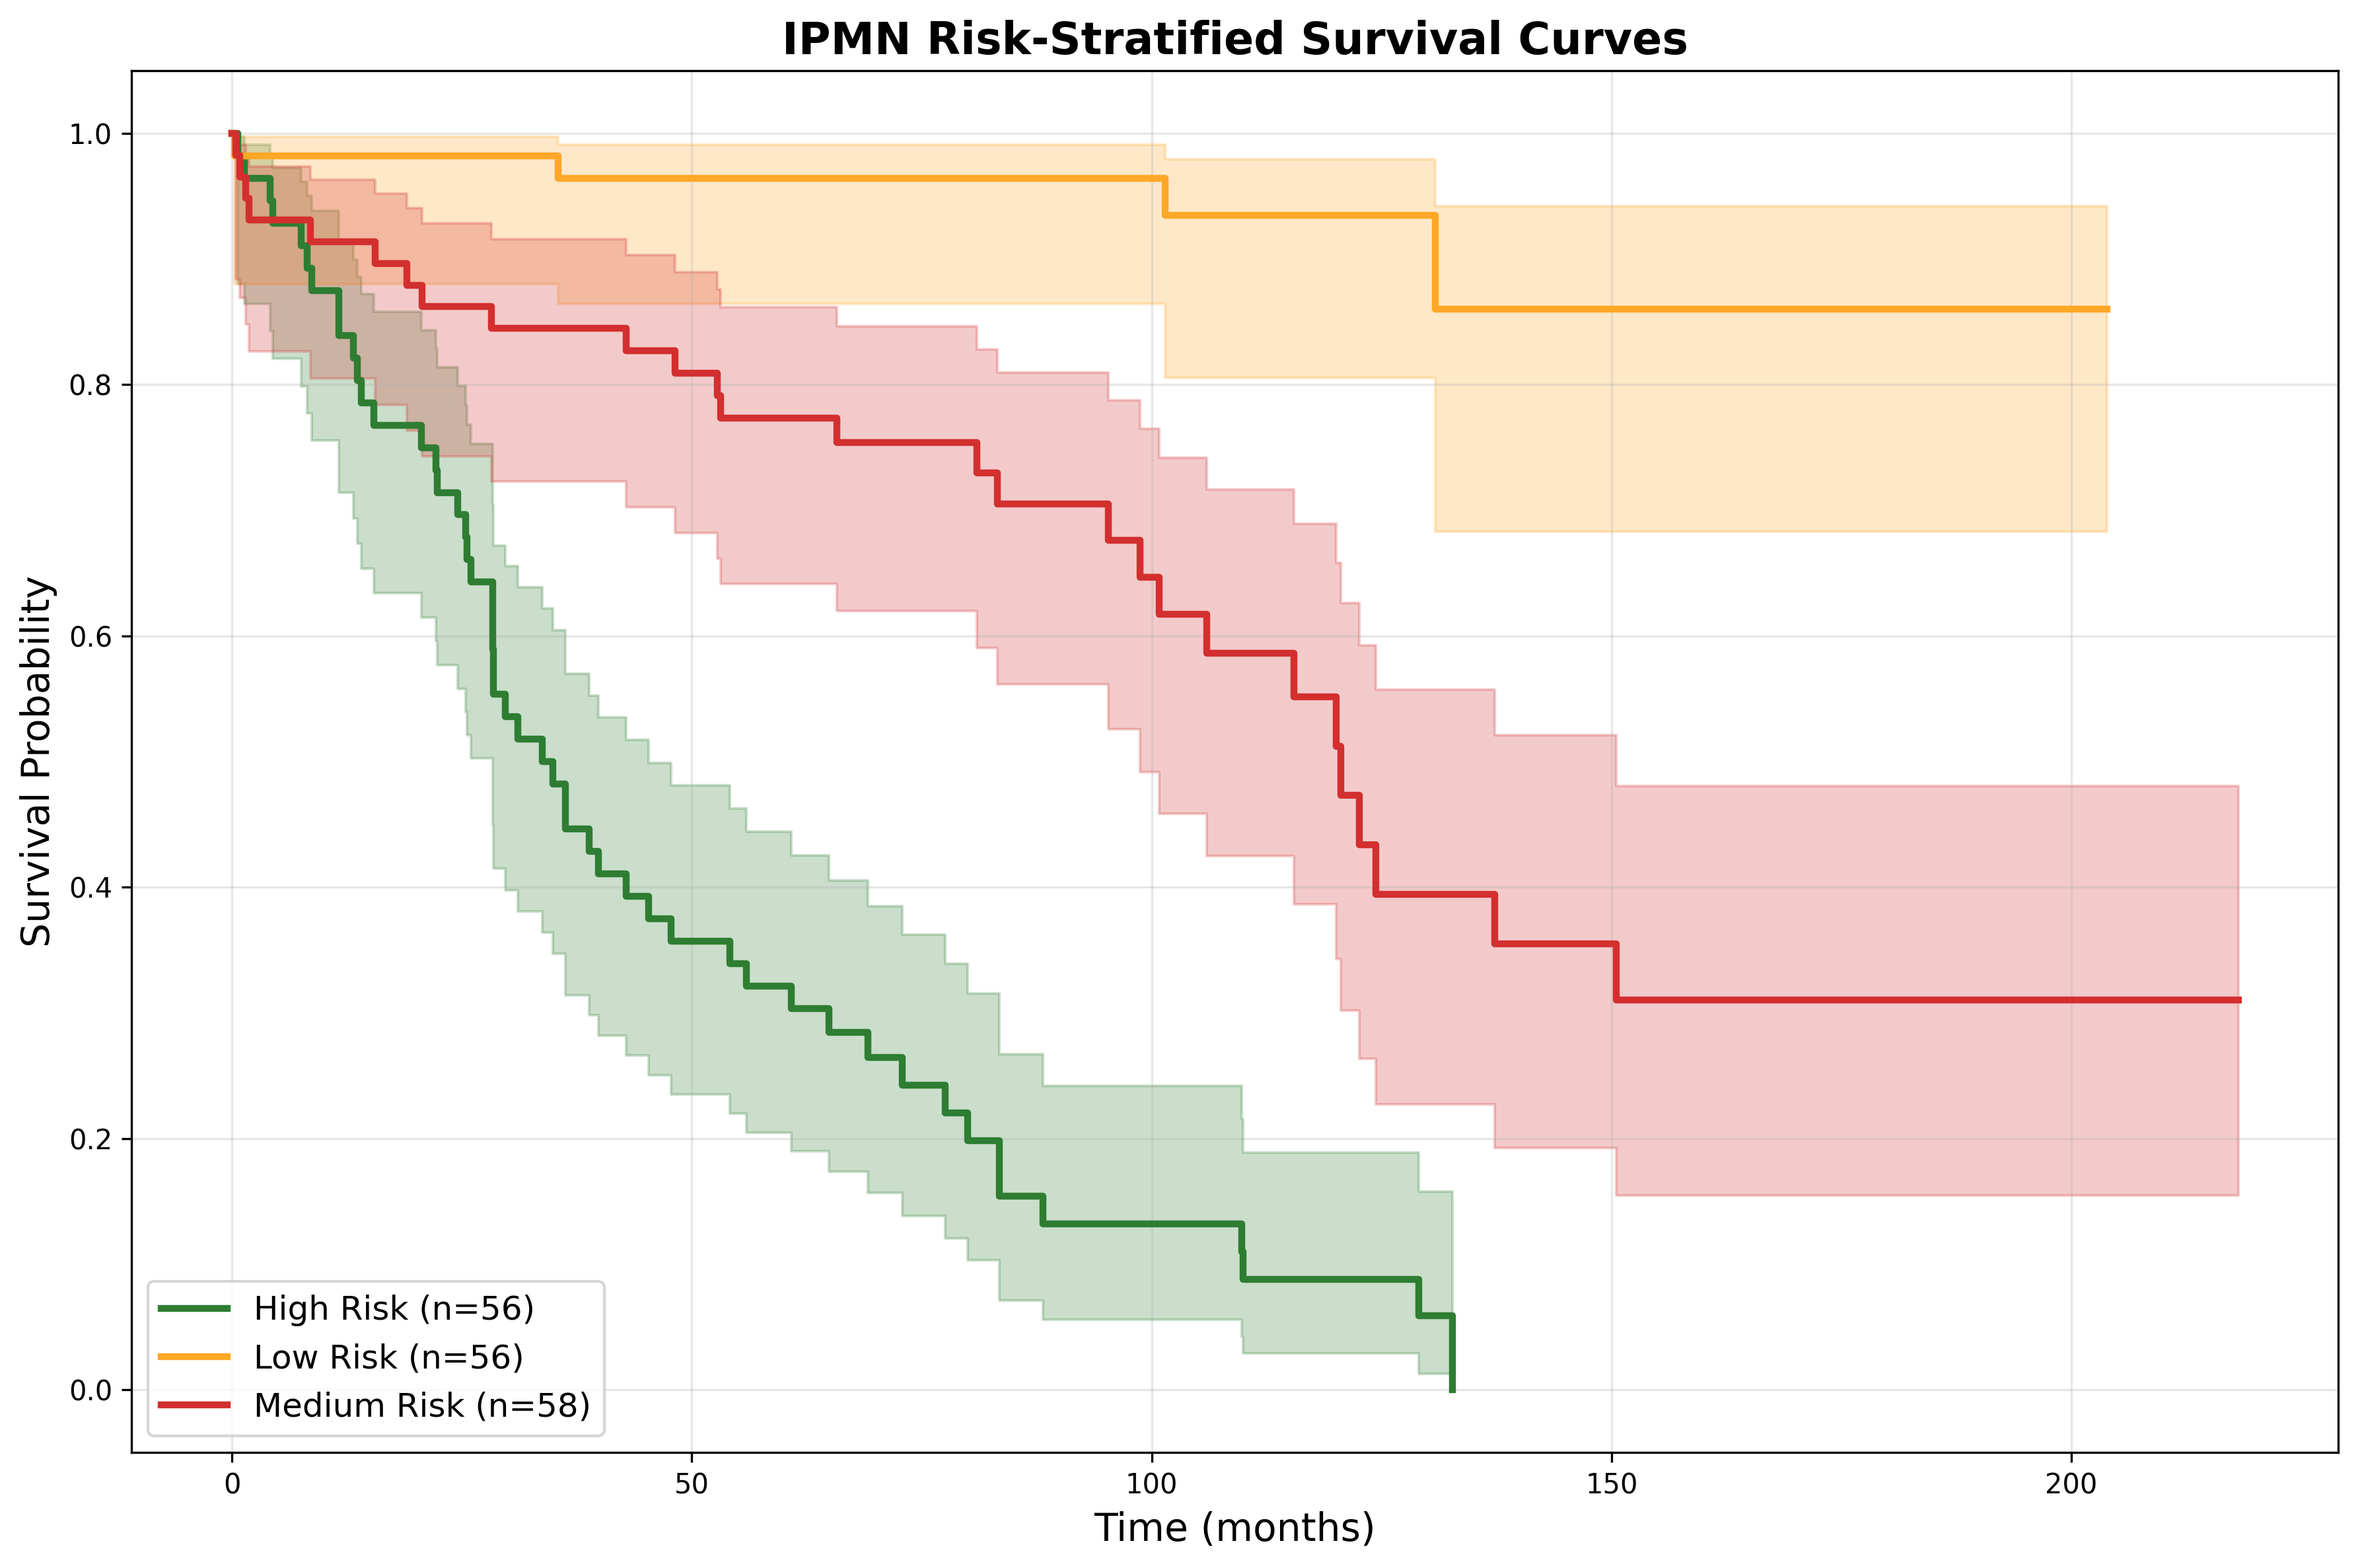 IPMN Risk-Stratified Survival Curves
Survival Probability
1.0
0.8
0.6
0.4
0.2
0.0
High Risk (n=56)
Low Risk (n=56)
Medium Risk (n=58)
0 50 100 150 200
Time (months)